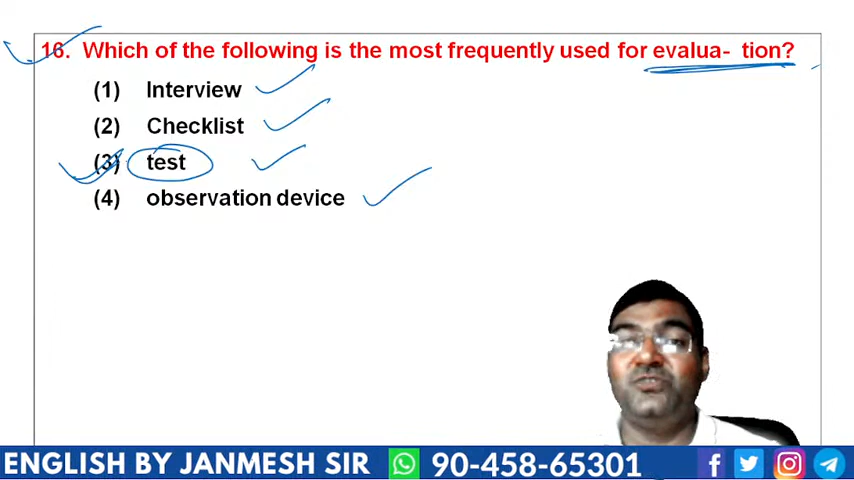 16. Which of the following is the most frequently used for evalua- tion?
(1) Interview
(2) Checklist
(3) test
(4) observation device
ENGLISH BY JANMESH SIR 90-458-65301